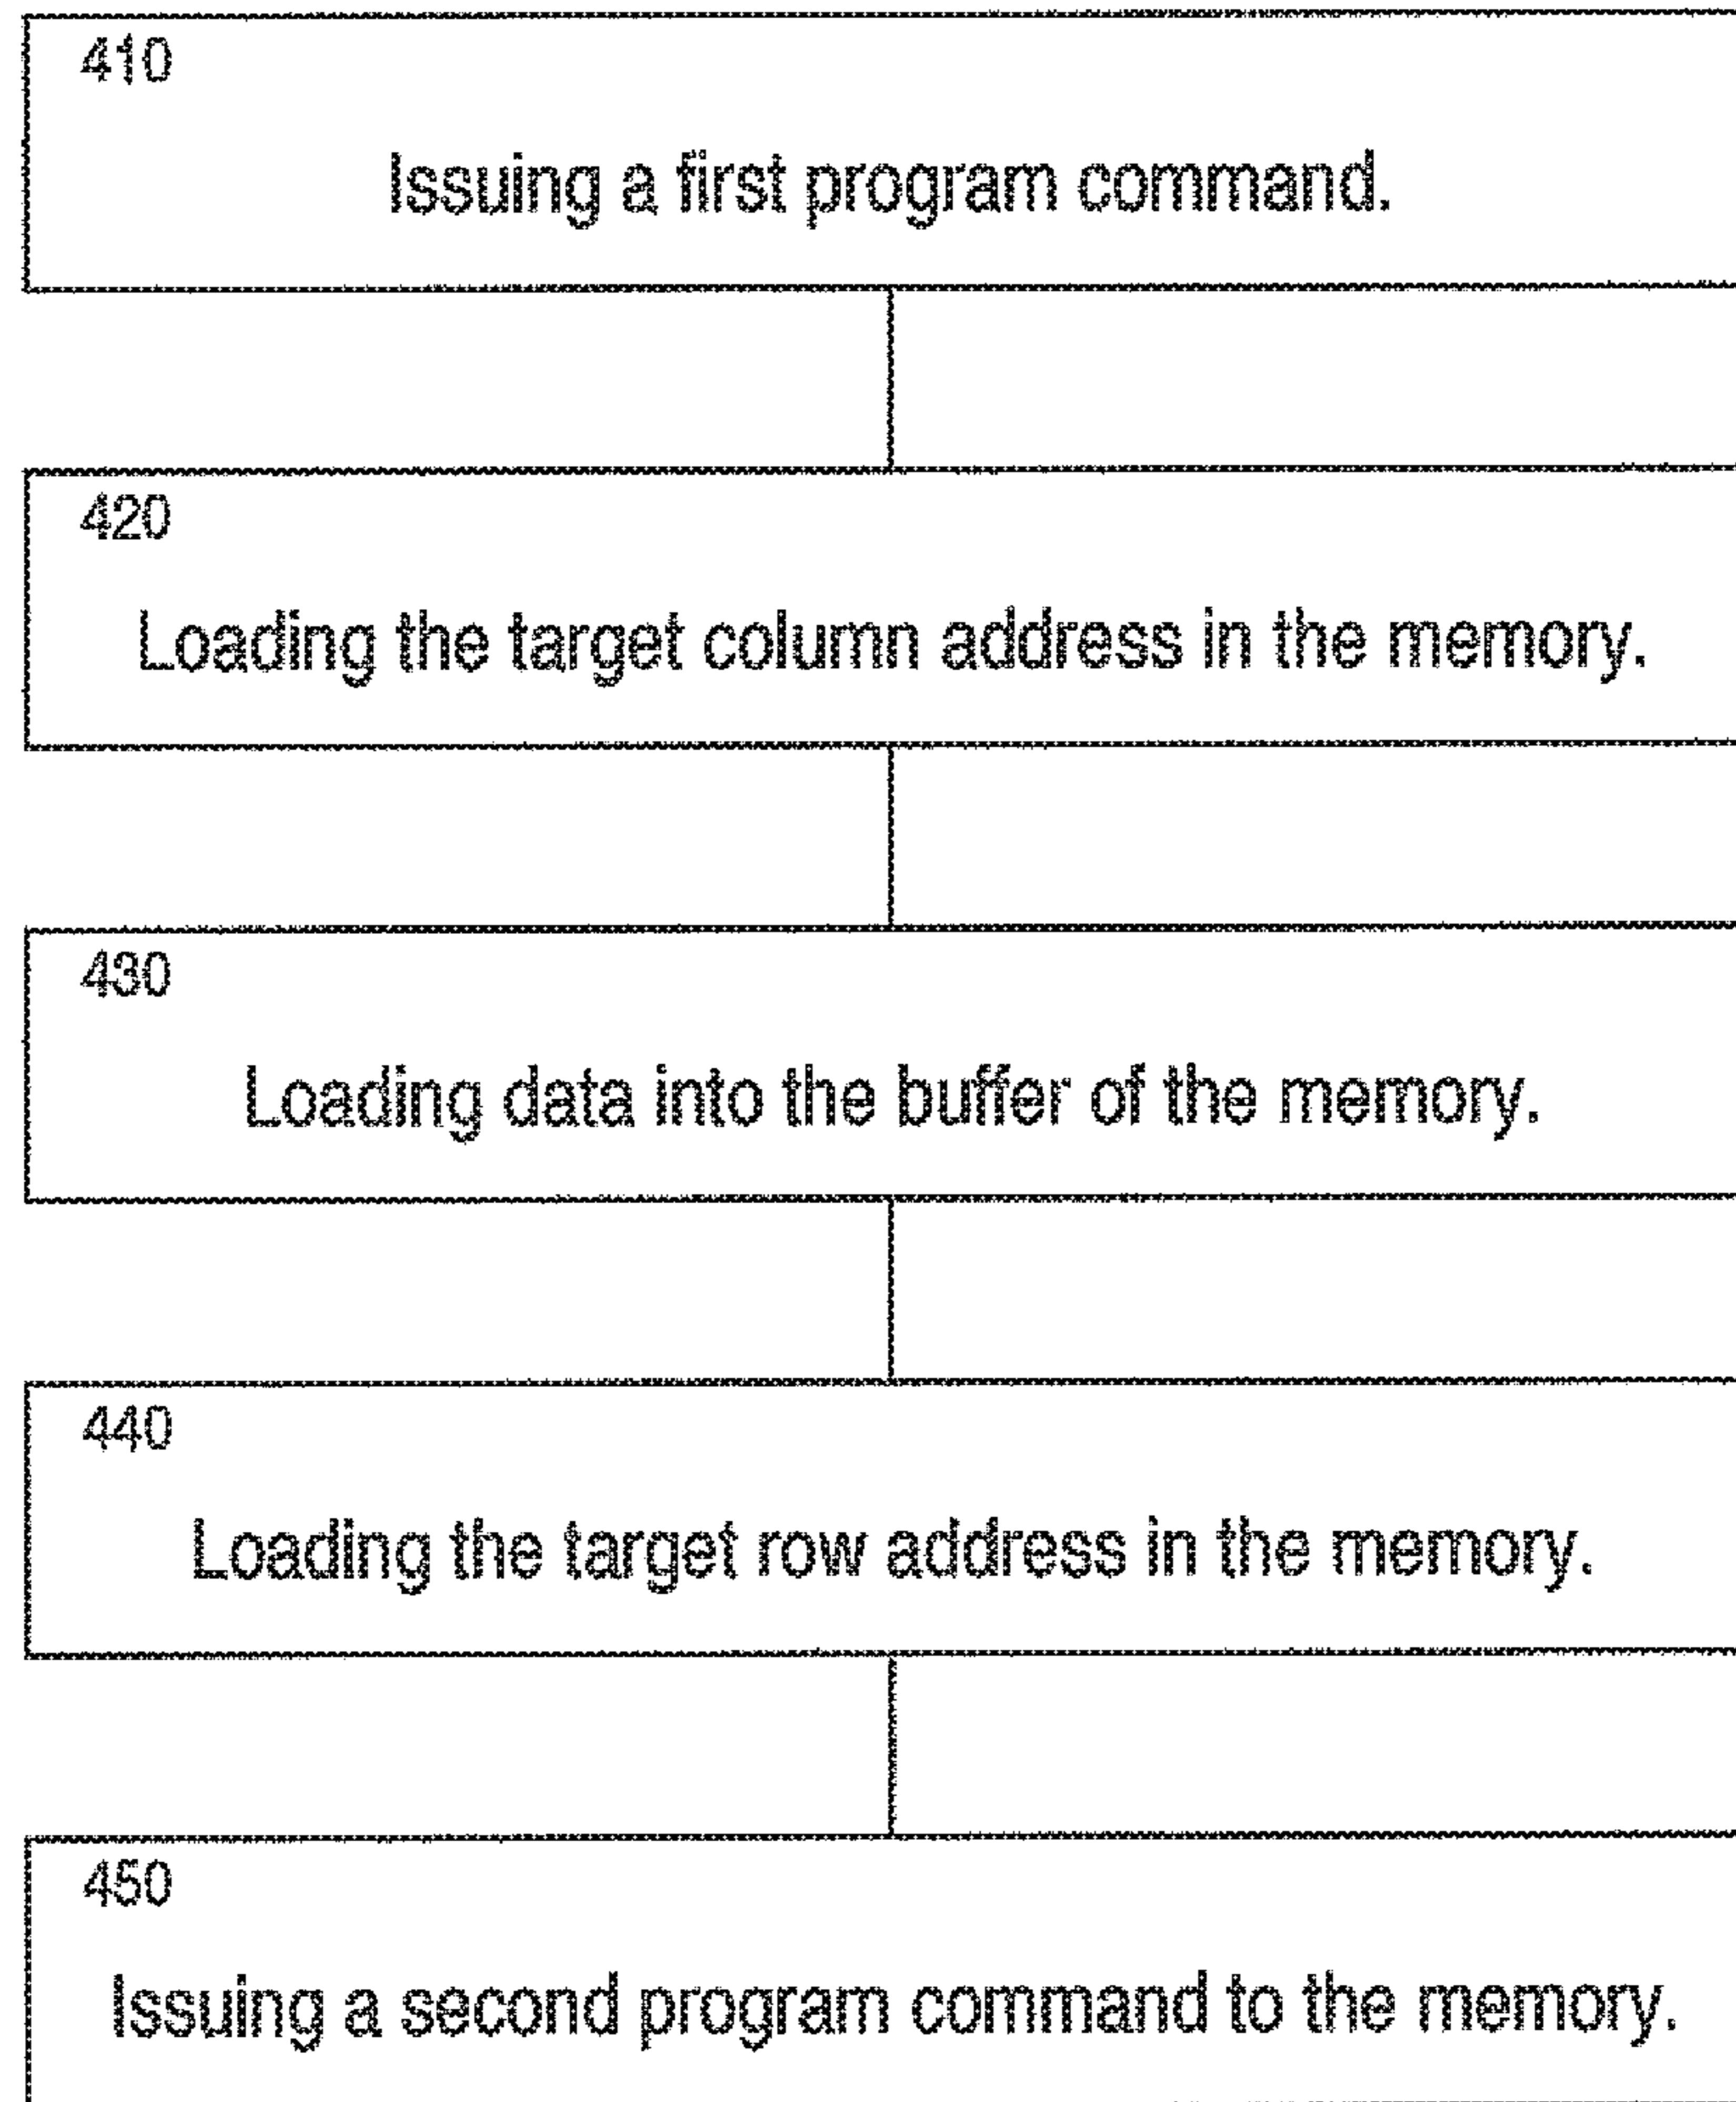 410
Issuing a first program command.
420
Loading the target column address in the memory.
430
Loading data into the buffer of the memory.
440
Loading the target row address in the memory.
450
Issuing a second program command to the memory.